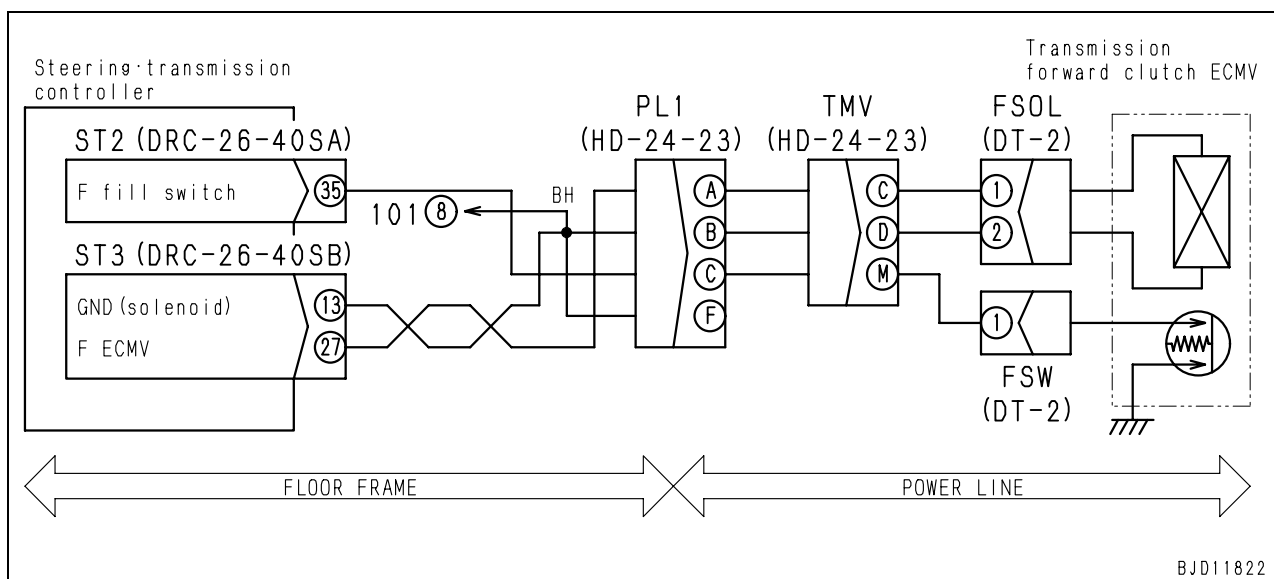 Steering·transmission
controller
ST2 (DRC-26-40SA)
F fill switch
35
ST3 (DRC-26-40SB)
GND (solenoid)
13
F ECMV
27
101 8
BH
PL1
(HD-24-23)
A
B
C
F
TMV
(HD-24-23)
C
D
M
FSOL
(DT-2)
1
2
1
FSW
(DT-2)
Transmission
forward clutch ECMV
FLOOR FRAME
POWER LINE
BJD11822